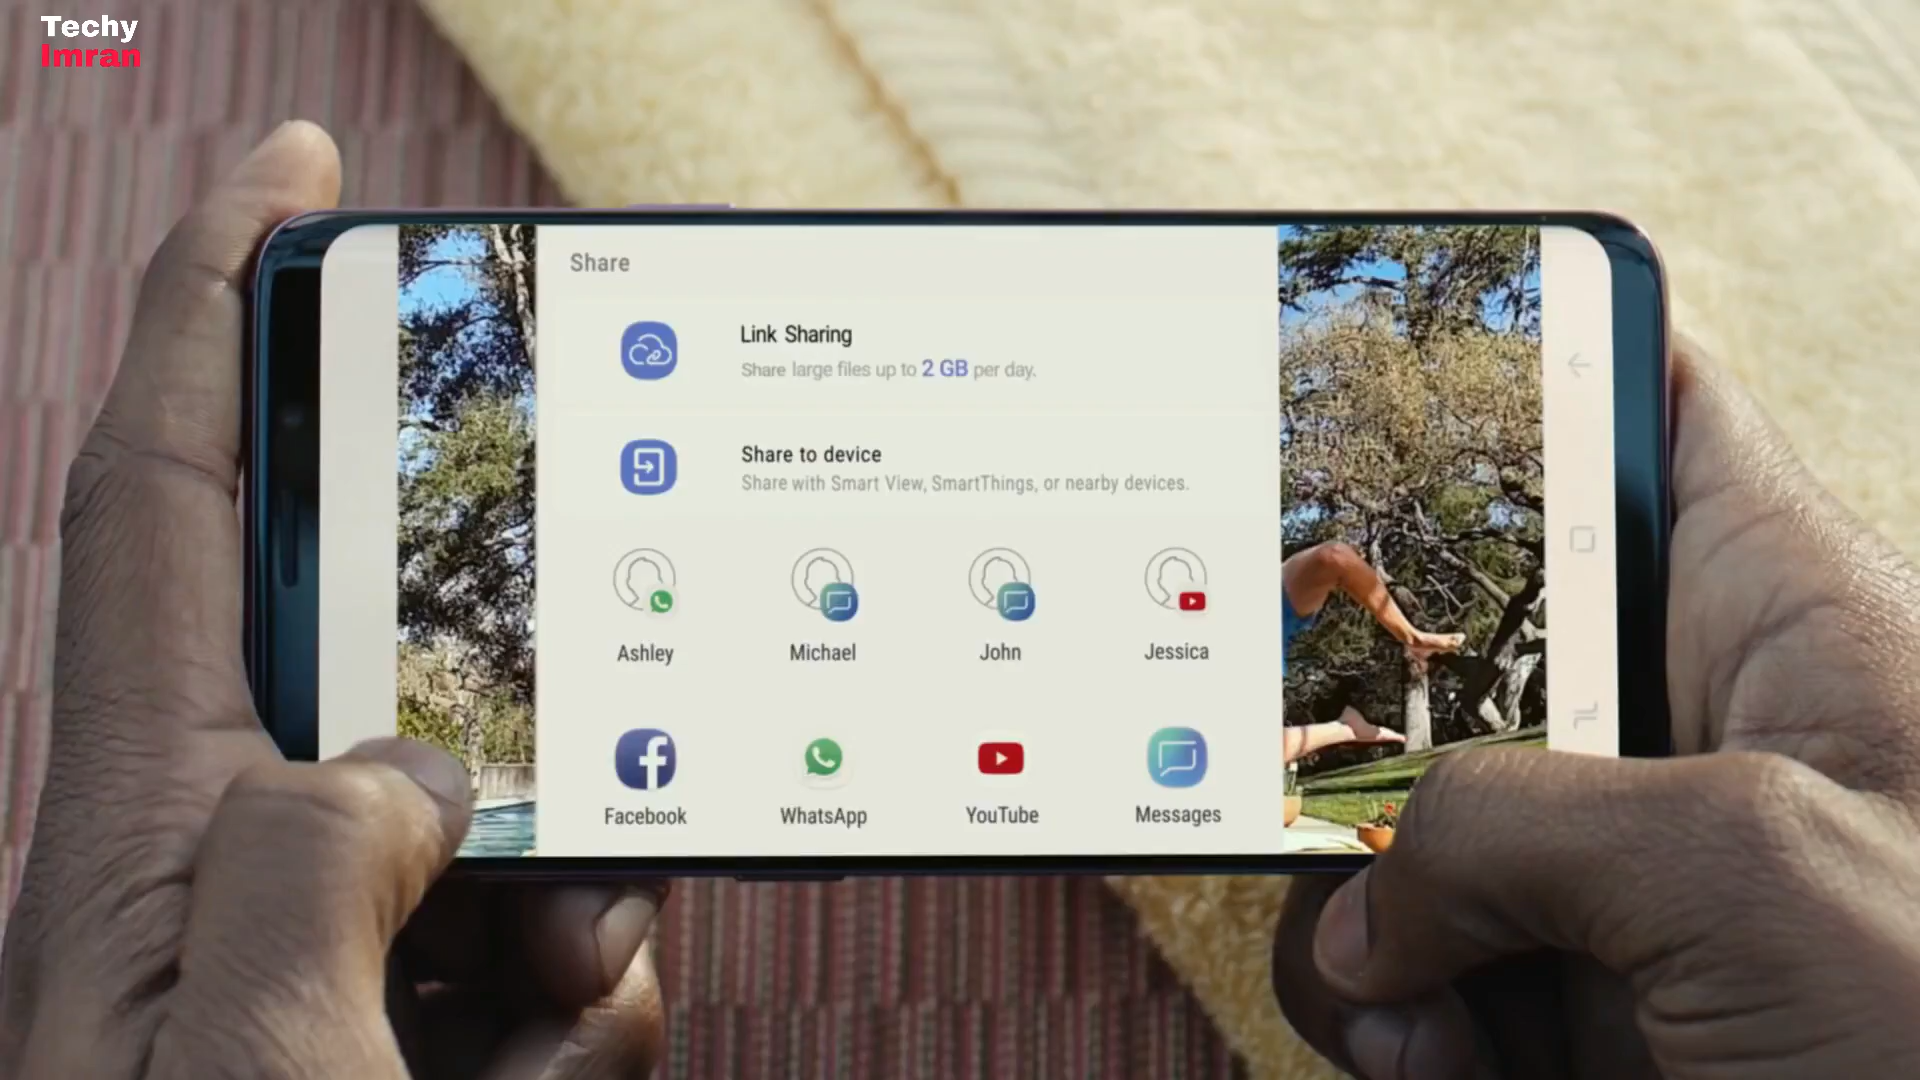 Techy
Imran
Share
Link Sharing
Share large files up to 2 GB per day.
Share to device
Share with Smart View, SmartThings, or nearby devices.
Ashley
Michael
John
Jessica
Facebook
WhatsApp
YouTube
Messages